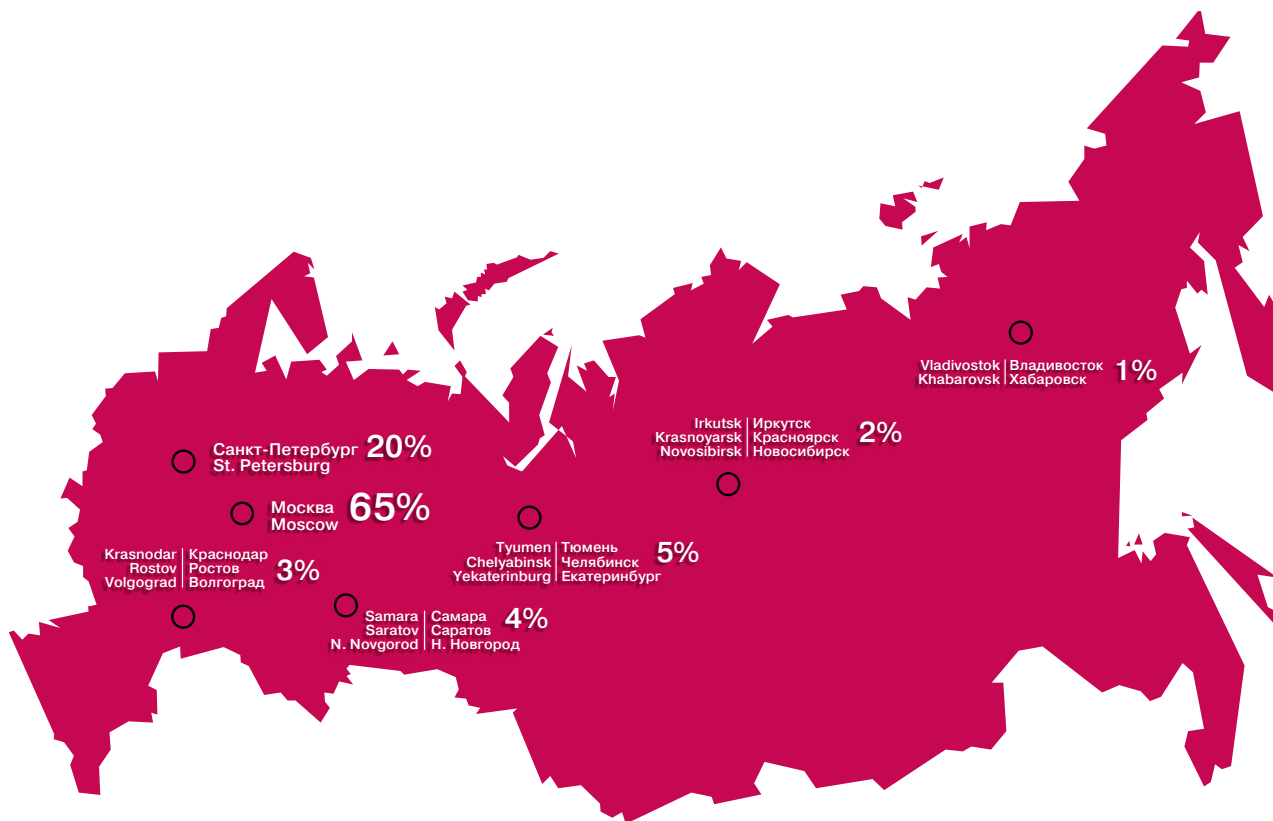 Vladivostok | Владивосток 1%
Khabarovsk | Хабаровск
Irkutsk | Иркутск
Krasnoyarsk | Красноярск 2%
Novosibirsk | Новосибирск
Санкт-Петербург 20%
St. Petersburg
Москва 65%
Moscow
Krasnodar | Краснодар
Rostov | Ростов 3%
Volgograd | Волгоград
Tyumen | Тюмень 5%
Chelyabinsk | Челябинск
Yekaterinburg | Екатеринбург
Samara | Самара 4%
Saratov | Саратов
N. Novgorod | Н. Новгород